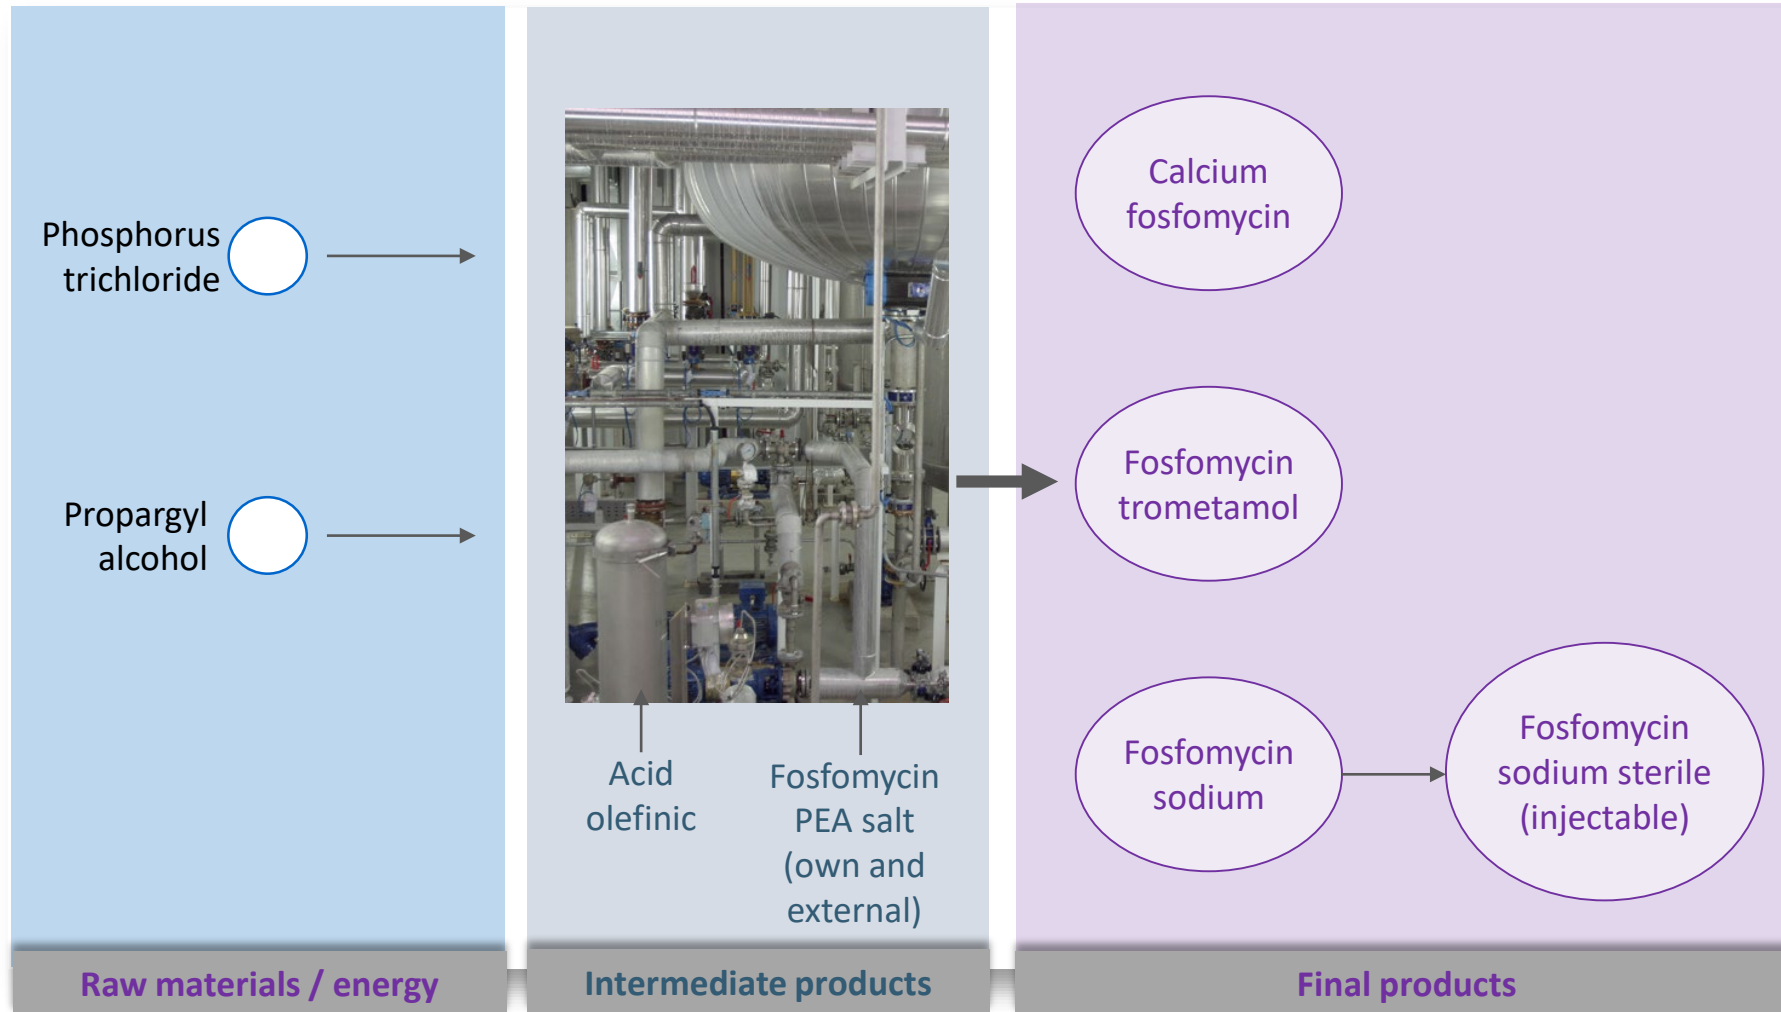 Phosphorus
trichloride
Propargyl
alcohol
Raw materials / energy
Acid
olefinic
Fosfomycin
PEA salt
(own and
external)
Intermediate products
Calcium
fosfomycin
Fosfomycin
trometamol
Fosfomycin
sodium
Fosfomycin
sodium sterile
(injectable)
Final products